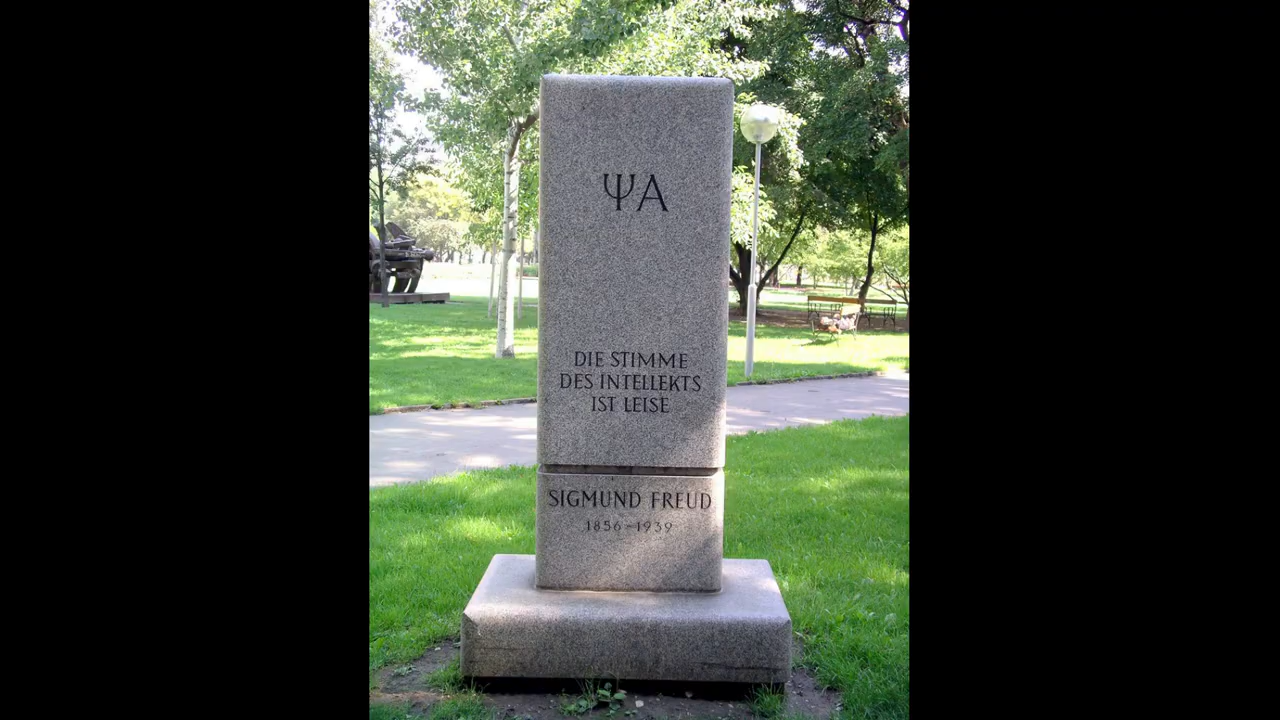 ΨΑ
DIE STIMME
DES INTELLEKTS
IST LEISE
SIGMUND FREUD
1856-1939